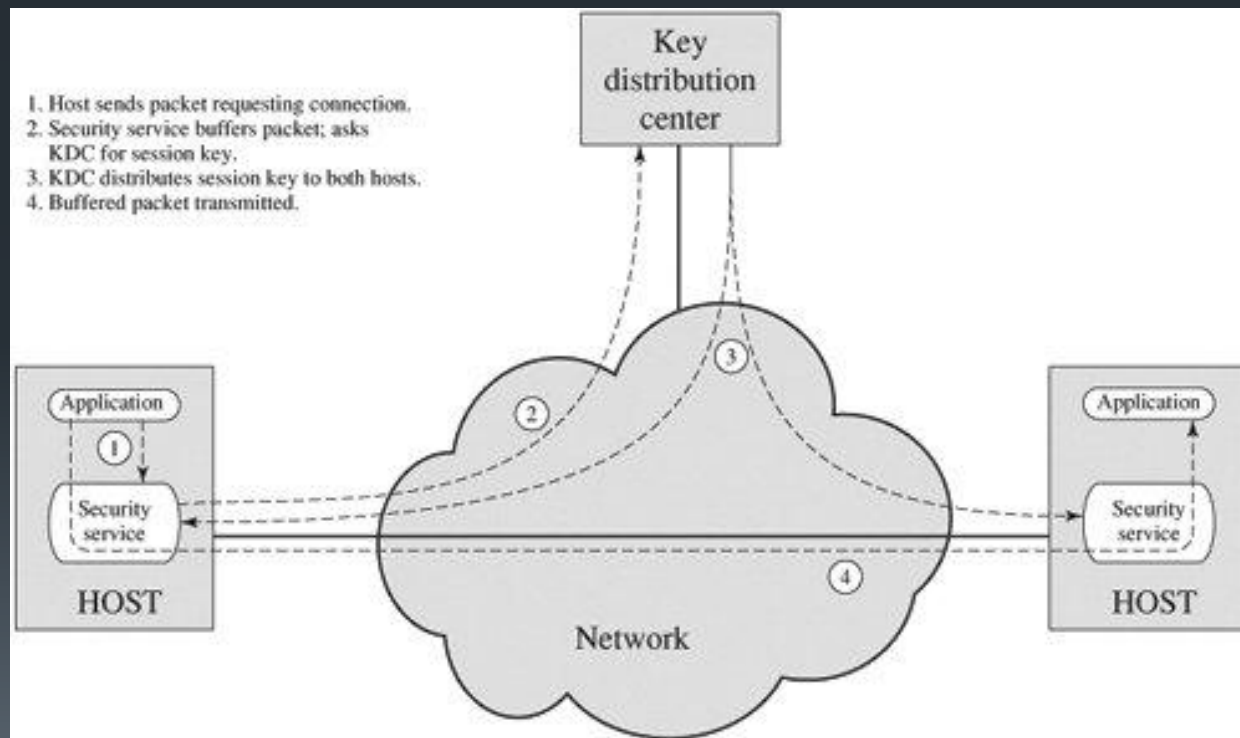 Key
distribution
center
1. Host sends packet requesting connection.
2. Security service buffers packet; asks
KDC for session key.
3. KDC distributes session key to both hosts.
4. Buffered packet transmitted.
3
2
Application
1
Security
service
HOST
Application
Security
service
HOST
4
Network